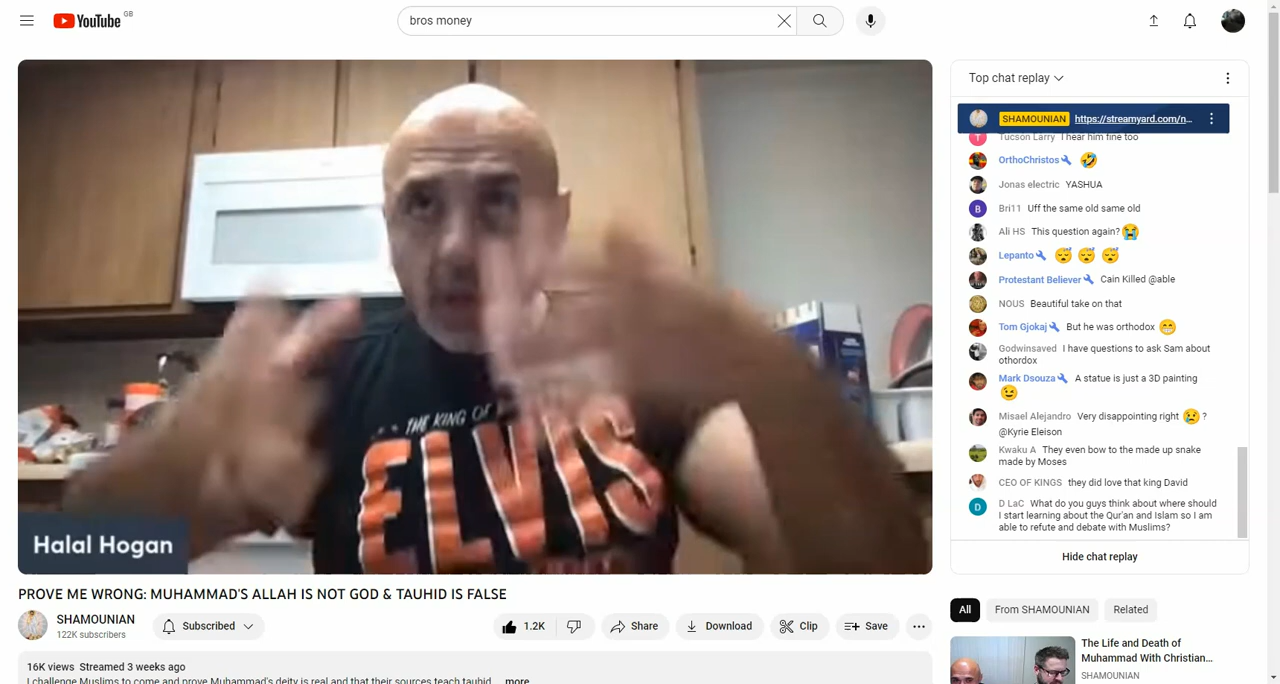 YouTube GB
bros money
THE KING OF
ELVIS
Halal Hogan
PROVE ME WRONG: MUHAMMAD'S ALLAH IS NOT GOD & TAUHID IS FALSE
SHAMOUNIAN
122K subscribers
Subscribed
1.2K
Share
Download
Clip
Save
16K views Streamed 3 weeks ago
I challenge Muslims to come and prove Muhammad's deity is real and that their sources teach tauhid ...more
Top chat replay
SHAMOUNIAN https://streamyard.com/n...
Tucson Larry I hear him fine too
OrthoChristos
Jonas electric YASHUA
B
Bri11 Uff the same old same old
Ali HS This question again?😭
Lepanto 😴 😴 😴
Protestant Believer Cain Killed @able
NOUS Beautiful take on that
Tom Gjokaj But he was orthodox 😁
Godwinsaved I have questions to ask Sam about
othordox
Mark Dsouza A statue is just a 3D painting
😉
Misael Alejandro Very disappointing right 😢 ?
@Kyrie Eleison
Kwaku A They even bow to the made up snake
made by Moses
CEO OF KINGS they did love that king David
D
D LaC What do you guys think about where should
I start learning about the Qur'an and Islam so I am
able to refute and debate with Muslims?
Hide chat replay
All
From SHAMOUNIAN
Related
The Life and Death of
Muhammad With Christian...
SHAMOUNIAN